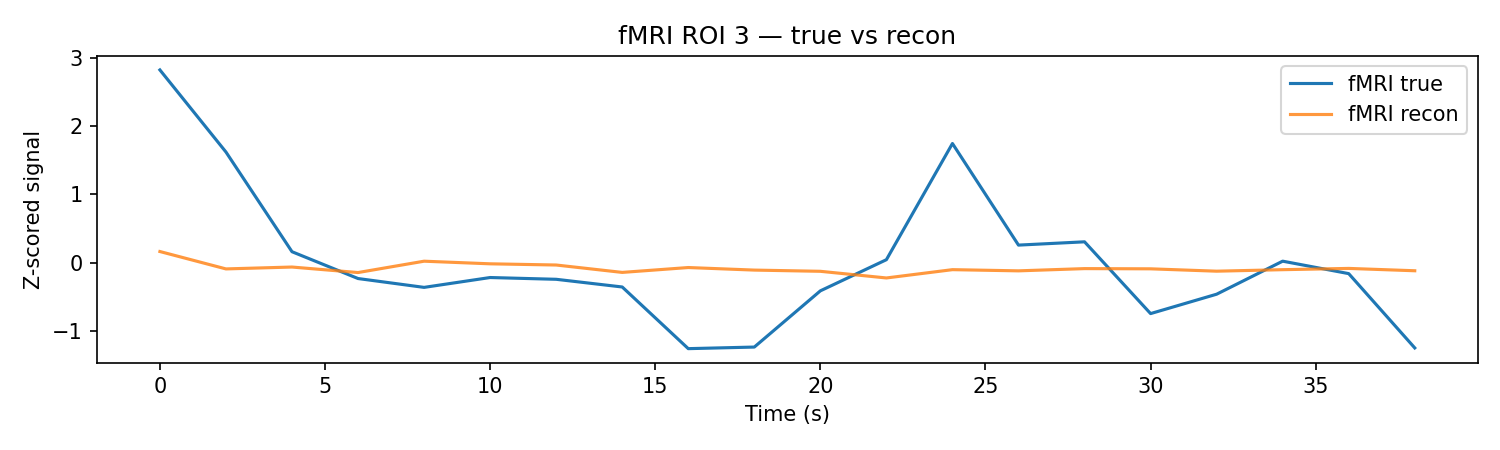 fMRI ROI 3 — true vs recon
fMRI true
fMRI recon
Z-scored signal
3
2
1
0
−1
0 5 10 15 20 25 30 35
Time (s)